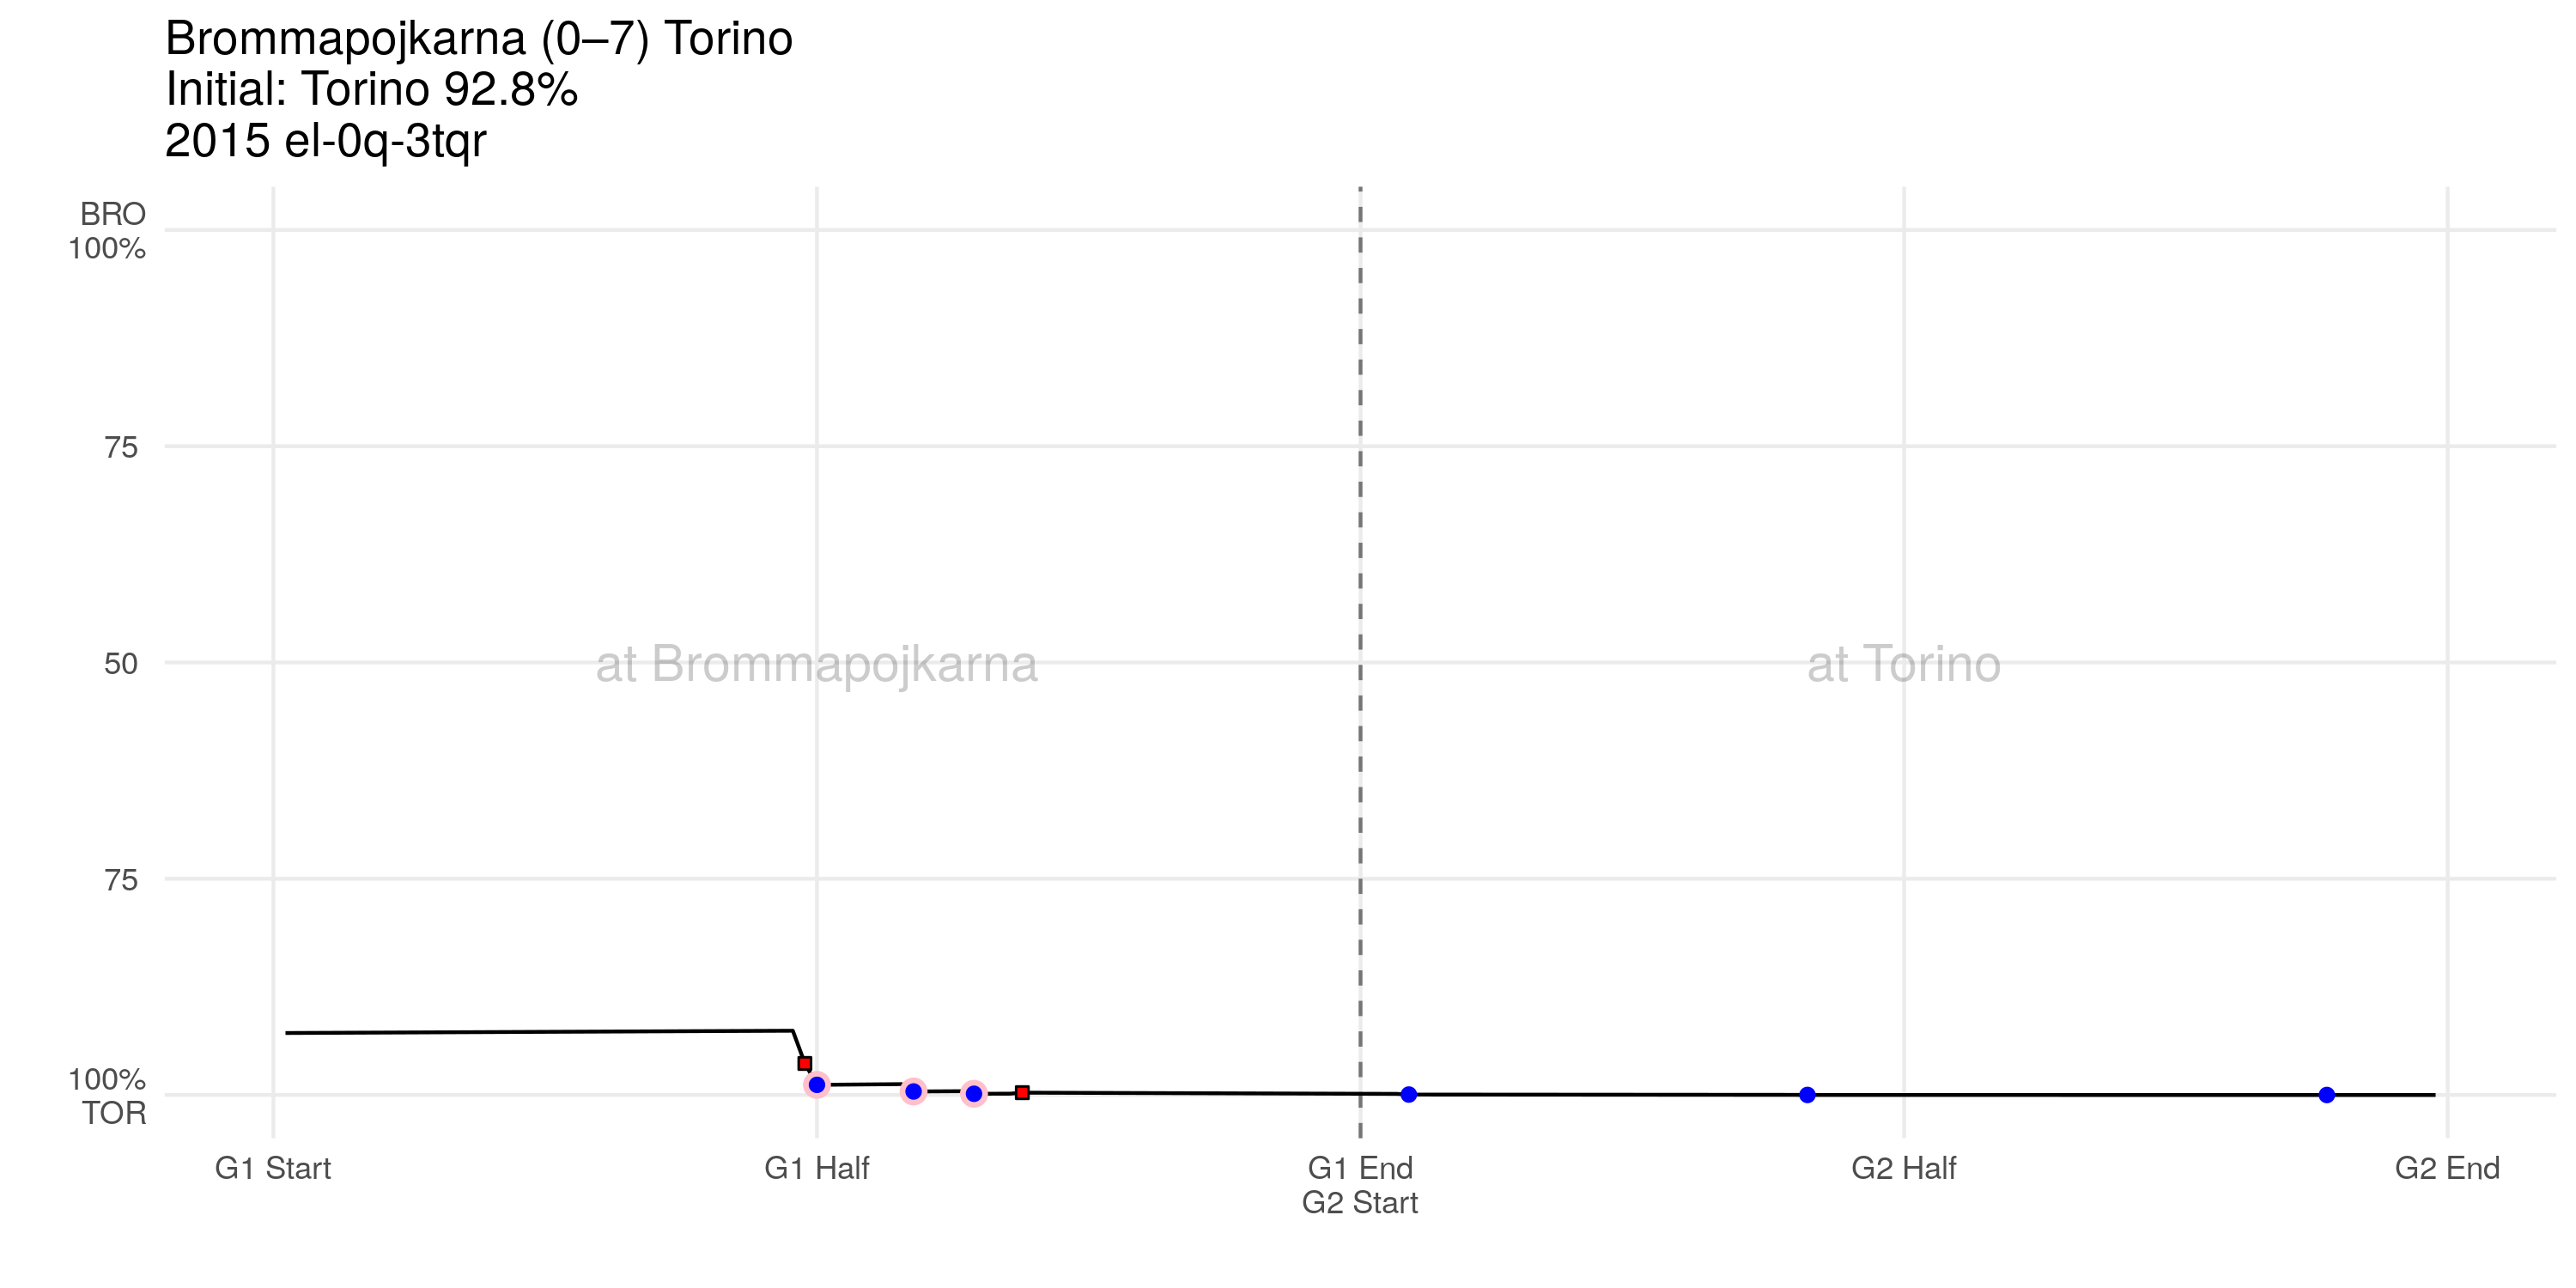 Brommapojkarna (0–7) Torino
Initial: Torino 92.8%
2015 el-0q-3tqr
BRO
100%
75
50
75
100%
TOR
at Brommapojkarna
at Torino
G1 Start
G1 Half
G1 End
G2 Start
G2 Half
G2 End